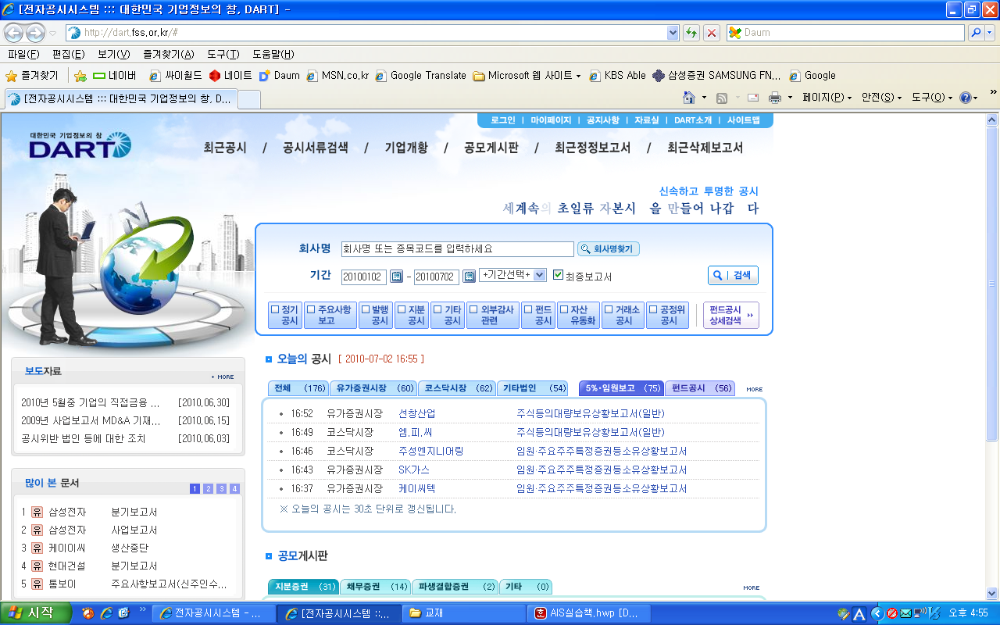 [전자공시시스템 ::: 대한민국 기업정보의 창, DART] -
http://dart.fss.or.kr/#
Daum
파일(F) 편집(E) 보기(V) 즐겨찾기(A) 도구(T) 도움말(H)
즐겨찾기 네이버 싸이월드 네이트 Daum MSN.co.kr Google Translate Microsoft 웹 사이트 KBS Able 삼성증권 SAMSUNG FN... Google
[전자공시시스템 ::: 대한민국 기업정보의 창, D... 페이지(P) 안전(S) 도구(O) »
로그인 | 마이페이지 | 공지사항 | 자료실 | DART소개 | 사이트맵
대한민국 기업정보의 창
DART
최근공시 / 공시서류검색 / 기업개황 / 공모게시판 / 최근정정보고서 / 최근삭제보고서
신속하고 투명한 공시
세계속의 초일류 자본시 을 만들어 나갑 다
회사명 회사명 또는 종목코드를 입력하세요 회사명찾기
기간 20100102 - 20100702 +기간선택+ 최종보고서 검색
정기 공시 주요사항 보고 발행 공시 지분 공시 기타 공시 외부감사 관련 펀드 공시 자산 유동화 거래소 공시 공정위 공시 펀드공시 상세검색
보도자료
+ MORE
2010년 5월중 기업의 직접금융 ... [2010.06.30]
2009년 사업보고서 MD&A 기재... [2010.06.15]
공시위반 법인 등에 대한 조치 [2010.06.03]
많이 본 문서
1 2 3 4
1 유 삼성전자 분기보고서
2 유 삼성전자 사업보고서
3 유 케이이씨 생산중단
4 유 현대건설 분기보고서
5 유 톰보이 주요사항보고서(신주인수...
오늘의 공시 [ 2010-07-02 16:55 ]
전체 (176) 유가증권시장 (60) 코스닥시장 (62) 기타법인 (54) 5%·임원보고 (75) 펀드공시 (56) MORE
16:52 유가증권시장 선창산업 주식등의대량보유상황보고서(일반)
16:49 코스닥시장 엠.피.씨 주식등의대량보유상황보고서(일반)
16:46 코스닥시장 주성엔지니어링 임원·주요주주특정증권등소유상황보고서
16:43 유가증권시장 SK가스 임원·주요주주특정증권등소유상황보고서
16:37 유가증권시장 케이씨텍 임원·주요주주특정증권등소유상황보고서
※ 오늘의 공시는 30초 단위로 갱신됩니다.
공모게시판
지분증권 (31) 채무증권 (14) 파생결합증권 (2) 기타 (0) MORE
시작 » 전자공시시스템 - ... [전자공시시스템 ::... 교재 AIS실습책.hwp [D... A 오후 4:55